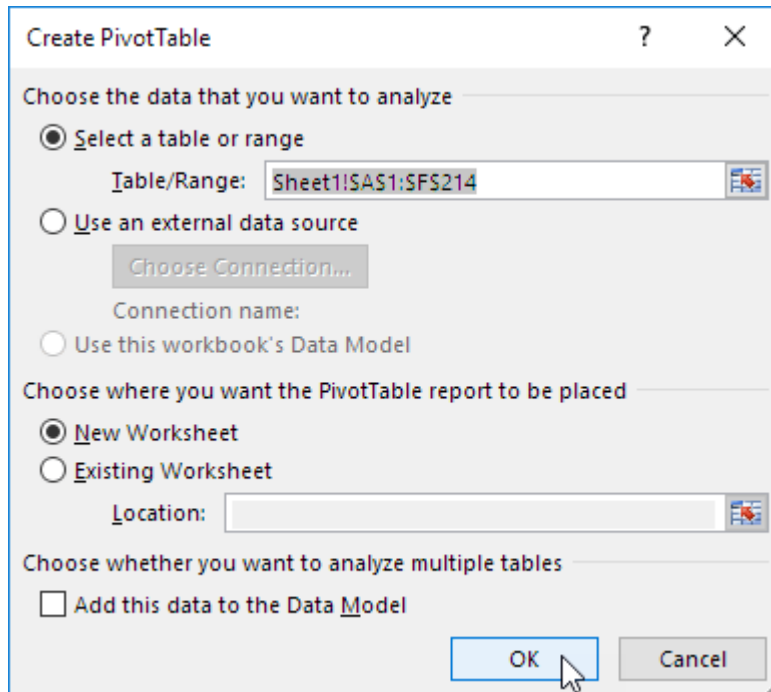 Create PivotTable
?
Choose the data that you want to analyze
Select a table or range
Table/Range: Sheet1!$A$1:$F$214
Use an external data source
Choose Connection...
Connection name:
Use this workbook's Data Model
Choose where you want the PivotTable report to be placed
New Worksheet
Existing Worksheet
Location:
Choose whether you want to analyze multiple tables
Add this data to the Data Model
OK Cancel